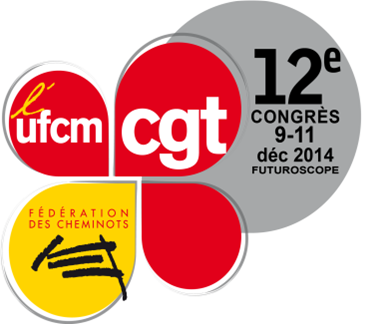 l'ufcm
cgt
12e
CONGRÈS
9-11
déc 2014
FUTUROSCOPE
FÉDÉRATION
DES CHEMINOTS